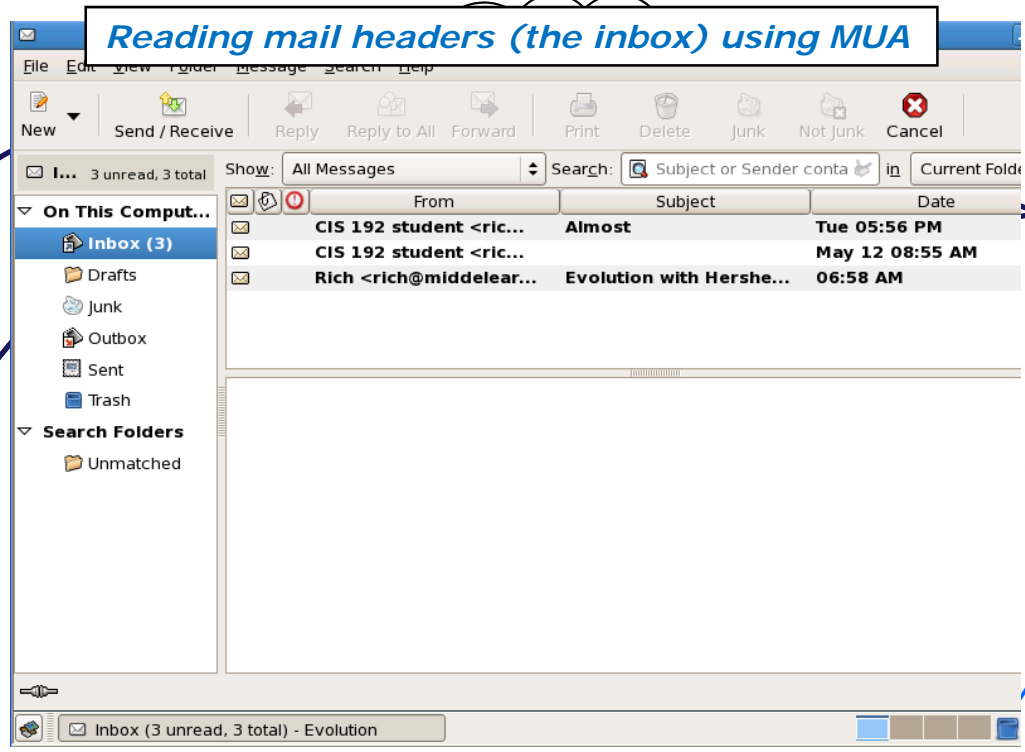 Reading mail headers (the inbox) using MUA
File Edit View Folder Message Search Help
New Send / Receive Reply Reply to All Forward Print Delete Junk Not Junk Cancel
I... 3 unread, 3 total Show: All Messages Search: Subject or Sender conta in Current Folde
On This Comput... From Subject Date
Inbox (3) CIS 192 student <ric... Almost Tue 05:56 PM
CIS 192 student <ric... May 12 08:55 AM
Drafts Rich <rich@middelear... Evolution with Hershe... 06:58 AM
Junk
Outbox
Sent
Trash
Search Folders
Unmatched
Inbox (3 unread, 3 total) - Evolution